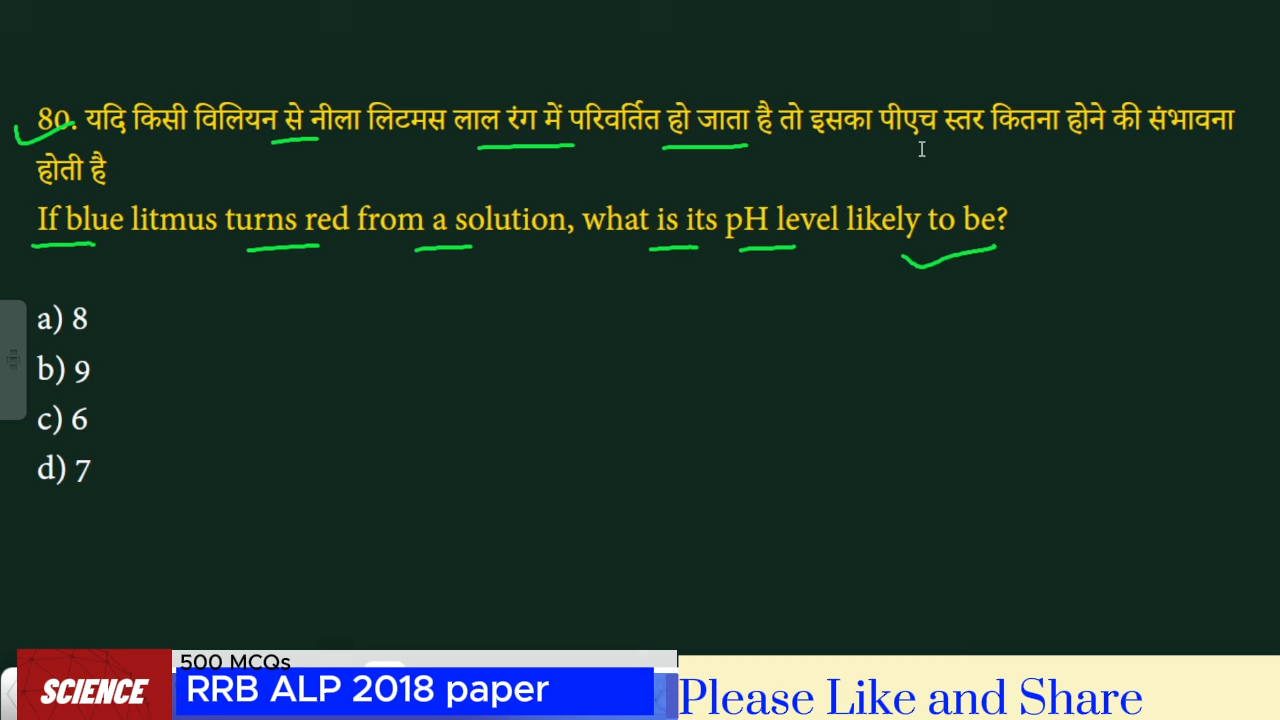 80. यदि किसी विलियन से नीला लिटमस लाल रंग में परिवर्तित हो जाता है तो इसका पीएच स्तर कितना होने की संभावना
होती है
If blue litmus turns red from a solution, what is its pH level likely to be?
a) 8
b) 9
c) 6
d) 7
500 MCQs
SCIENCE
RRB ALP 2018 paper
Please Like and Share